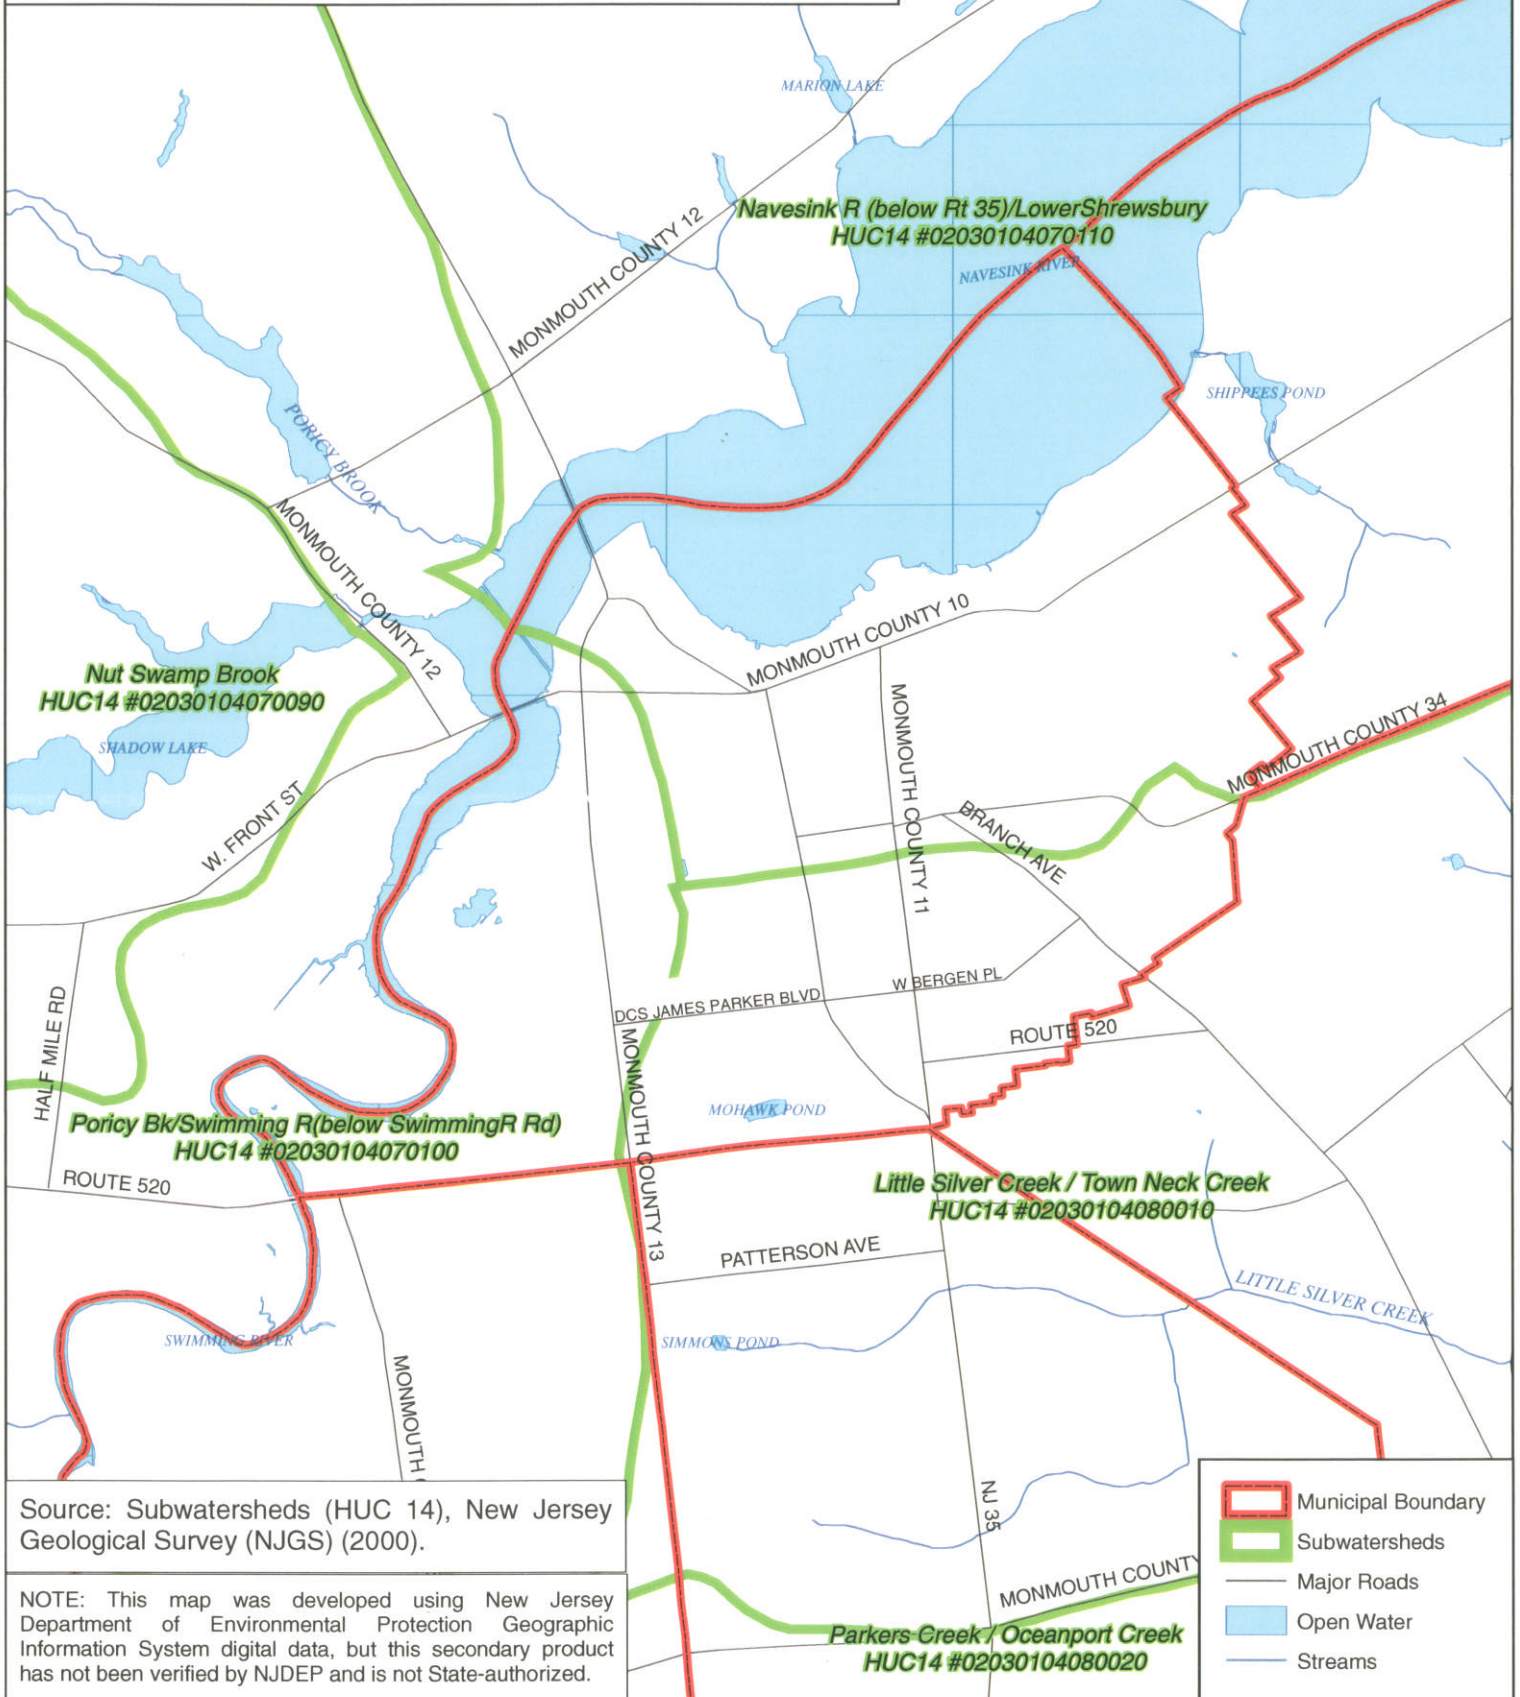 MARION LAKE
Navesink R (below Rt 35)/LowerShrewsbury
HUC14 #02030104070110
NAVESINK RIVER
MONMOUTH COUNTY 12
SHIPPEES POND
PORICY BROOK
MONMOUTH COUNTY 12
MONMOUTH COUNTY 10
Nut Swamp Brook
HUC14 #02030104070090
SHADOW LAKE
MONMOUTH COUNTY 11
MONMOUTH COUNTY 34
W. FRONT ST
BRANCH AVE
HALF MILE RD
DCS JAMES PARKER BLVD
W BERGEN PL
ROUTE 520
MONMOUTH COUNTY 13
MOHAWK POND
Poricy Bk/Swimming R(below SwimmingR Rd)
HUC14 #02030104070100
ROUTE 520
Little Silver Creek / Town Neck Creek
HUC14 #02030104080010
PATTERSON AVE
LITTLE SILVER CREEK
SWIMMING RIVER
SIMMONS POND
MONMOUTH
NJ 35
MONMOUTH COUNTY
Parkers Creek / Oceanport Creek
HUC14 #02030104080020
Source: Subwatersheds (HUC 14), New Jersey
Geological Survey (NJGS) (2000).
NOTE: This map was developed using New Jersey
Department of Environmental Protection Geographic
Information System digital data, but this secondary product
has not been verified by NJDEP and is not State-authorized.
Municipal Boundary
Subwatersheds
Major Roads
Open Water
Streams